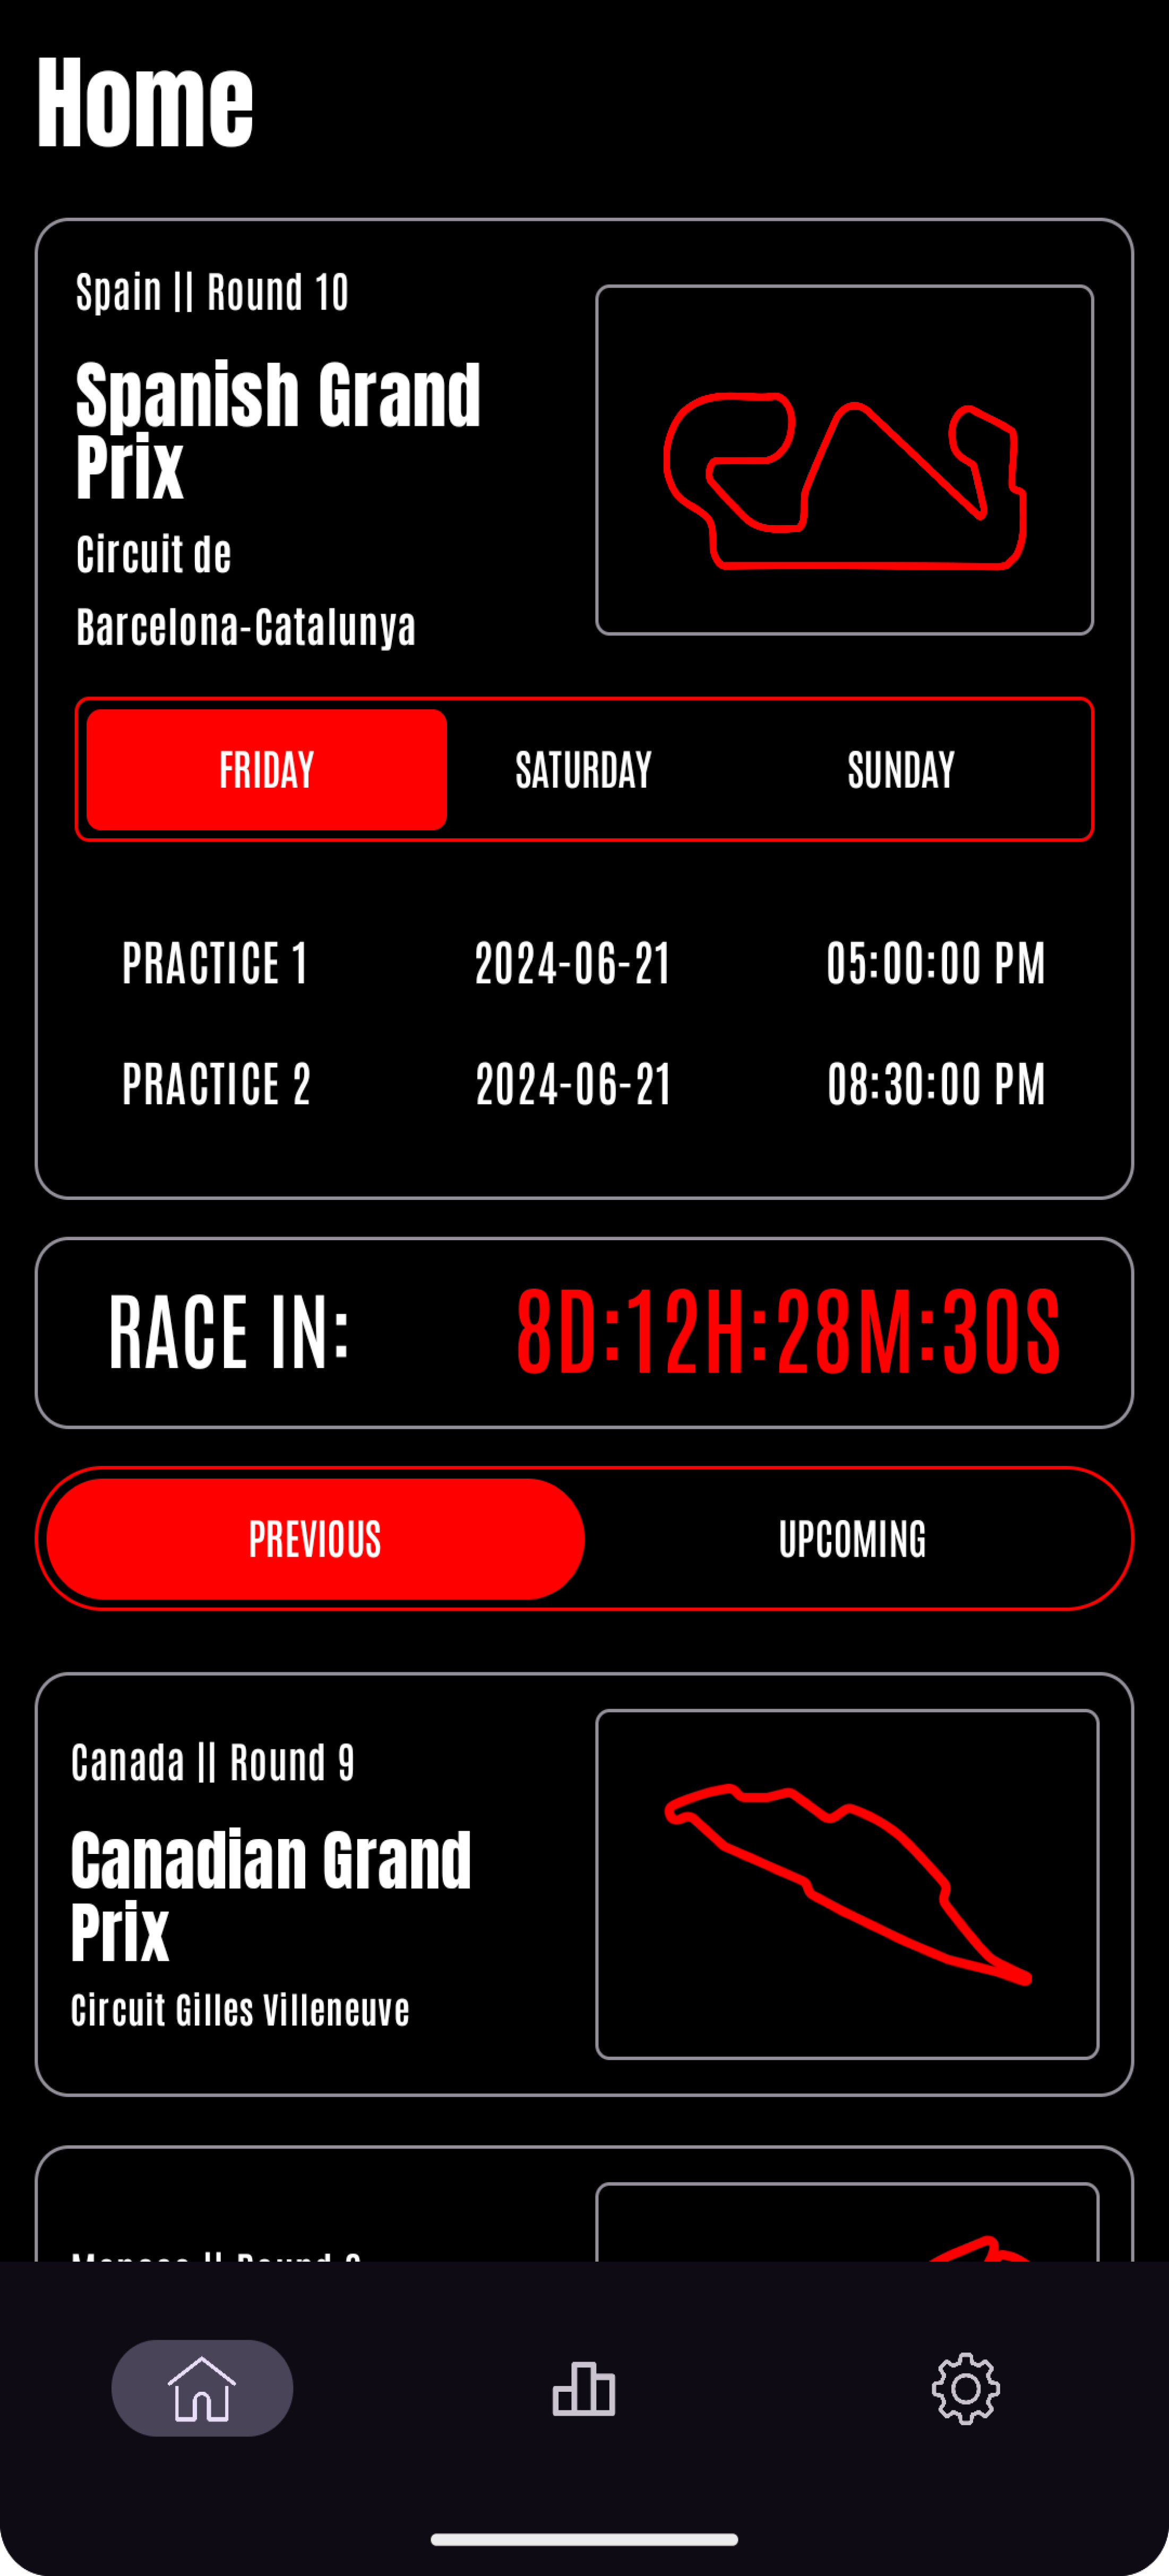 Home
Spain || Round 10
Spanish Grand
Prix
Circuit de
Barcelona-Catalunya
FRIDAY SATURDAY SUNDAY
PRACTICE 1 2024-06-21 05:00:00 PM
PRACTICE 2 2024-06-21 08:30:00 PM
RACE IN: 8D:12H:28M:30S
PREVIOUS UPCOMING
Canada || Round 9
Canadian Grand
Prix
Circuit Gilles Villeneuve